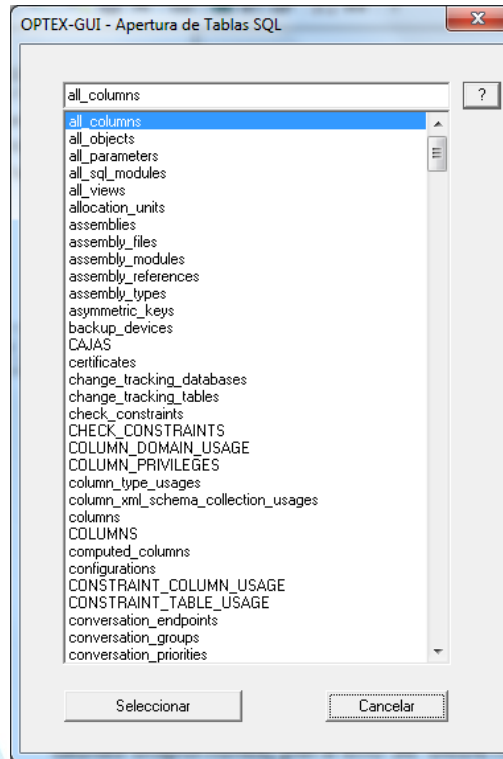 OPTEX-GUI - Apertura de Tablas SQL
all_columns
?
all_columns
all_objects
all_parameters
all_sql_modules
all_views
allocation_units
assemblies
assembly_files
assembly_modules
assembly_references
assembly_types
asymmetric_keys
backup_devices
CAJAS
certificates
change_tracking_databases
change_tracking_tables
check_constraints
CHECK_CONSTRAINTS
COLUMN_DOMAIN_USAGE
COLUMN_PRIVILEGES
column_type_usages
column_xml_schema_collection_usages
columns
COLUMNS
computed_columns
configurations
CONSTRAINT_COLUMN_USAGE
CONSTRAINT_TABLE_USAGE
conversation_endpoints
conversation_groups
conversation_priorities
Seleccionar Cancelar